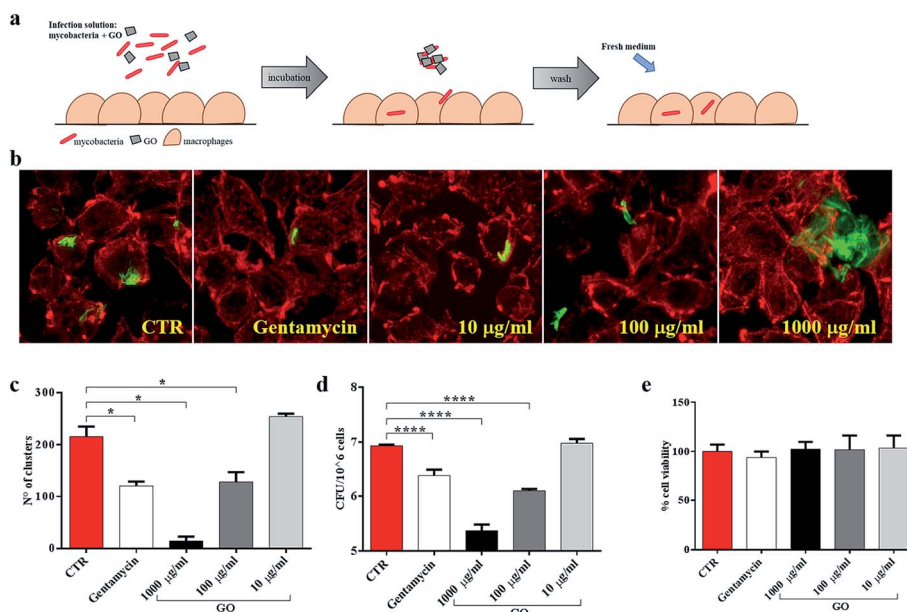 a
Infection solution:
mycobacteria + GO
incubation
wash
Fresh medium
mycobacteria
GO
macrophages
b
CTR
Gentamycin
10 µg/ml
100 µg/ml
1000 µg/ml
c
N° of clusters
300
200
100
0
*
*
*
CTR
Gentamycin
1000 µg/ml
100 µg/ml
10 µg/ml
GO
d
CFU/10^6 cells
8
7
6
5
****
****
****
CTR
Gentamycin
1000 µg/ml
100 µg/ml
10 µg/ml
GO
e
% cell viability
150
100
50
0
CTR
Gentamycin
1000 µg/ml
100 µg/ml
10 µg/ml
GO